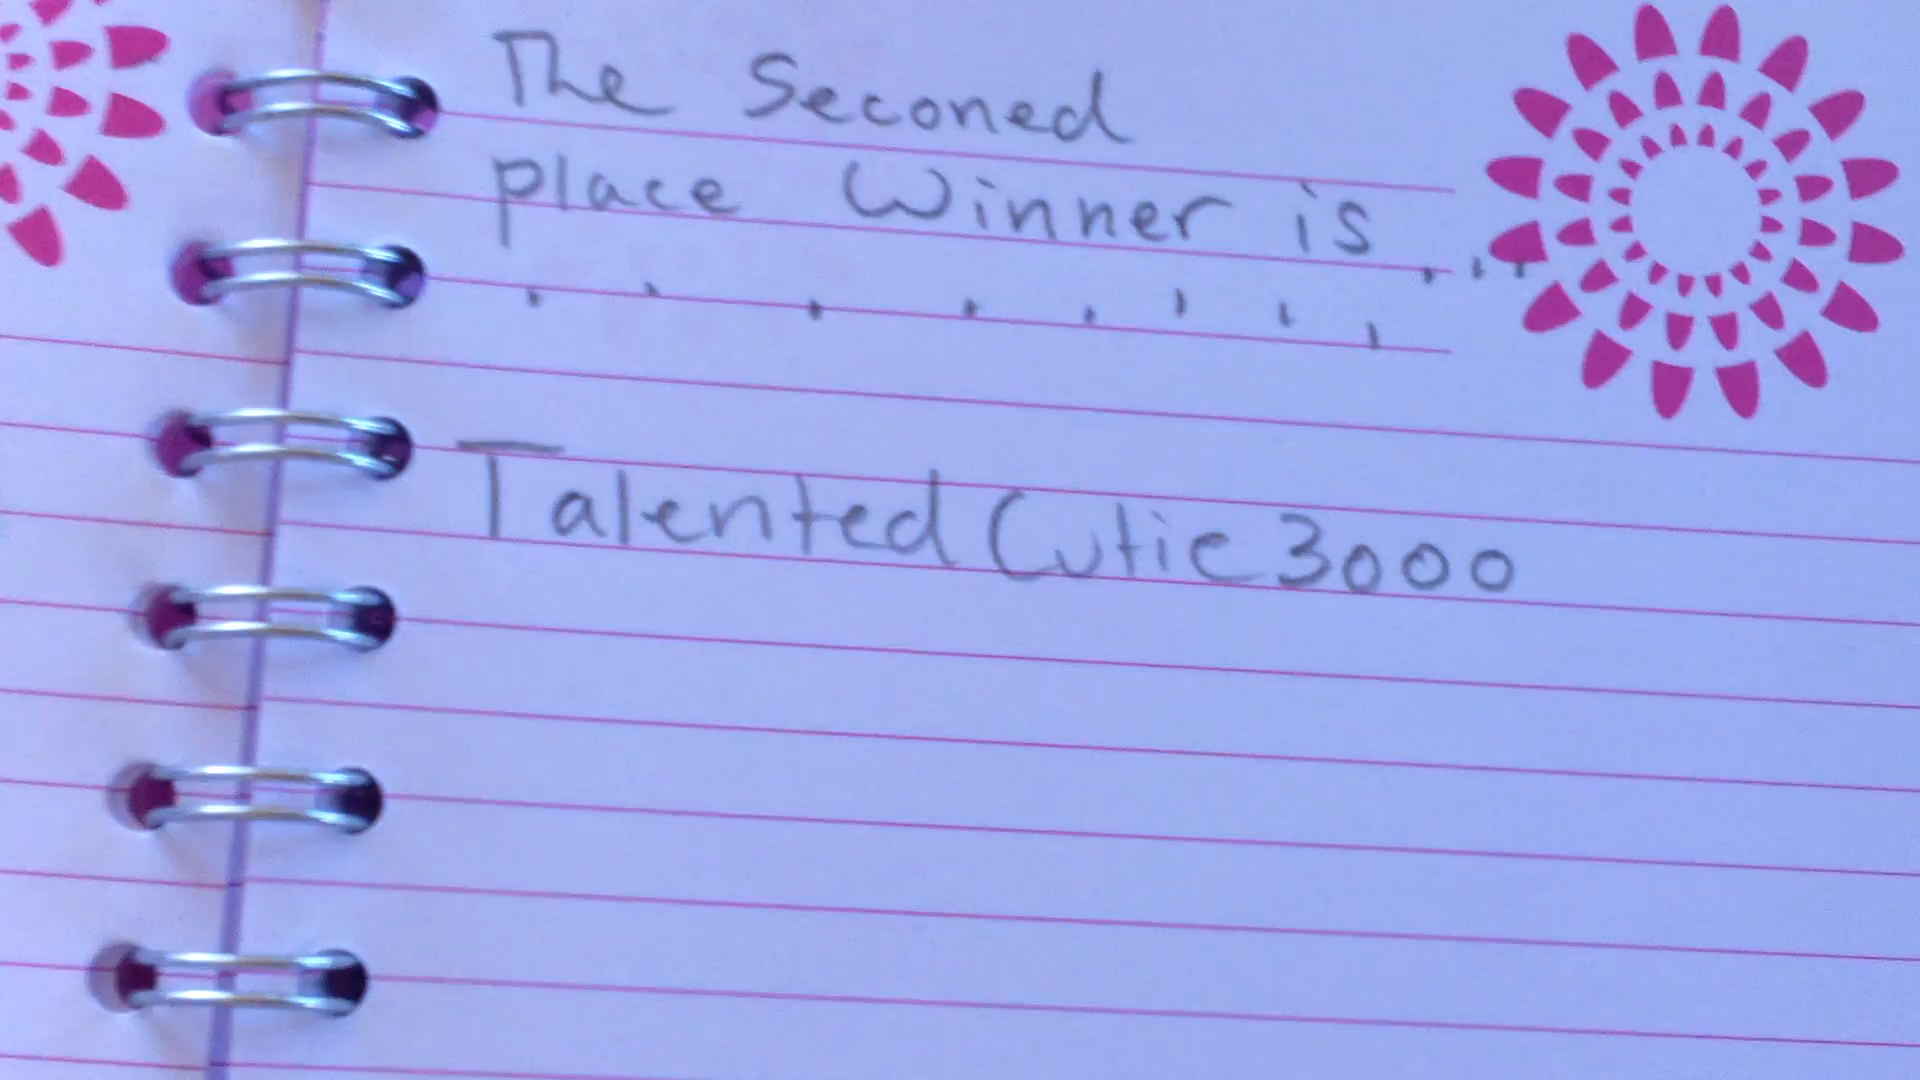 The Seconed
place Winner is ...
. . . . . . . .
Talented Cutie 3000